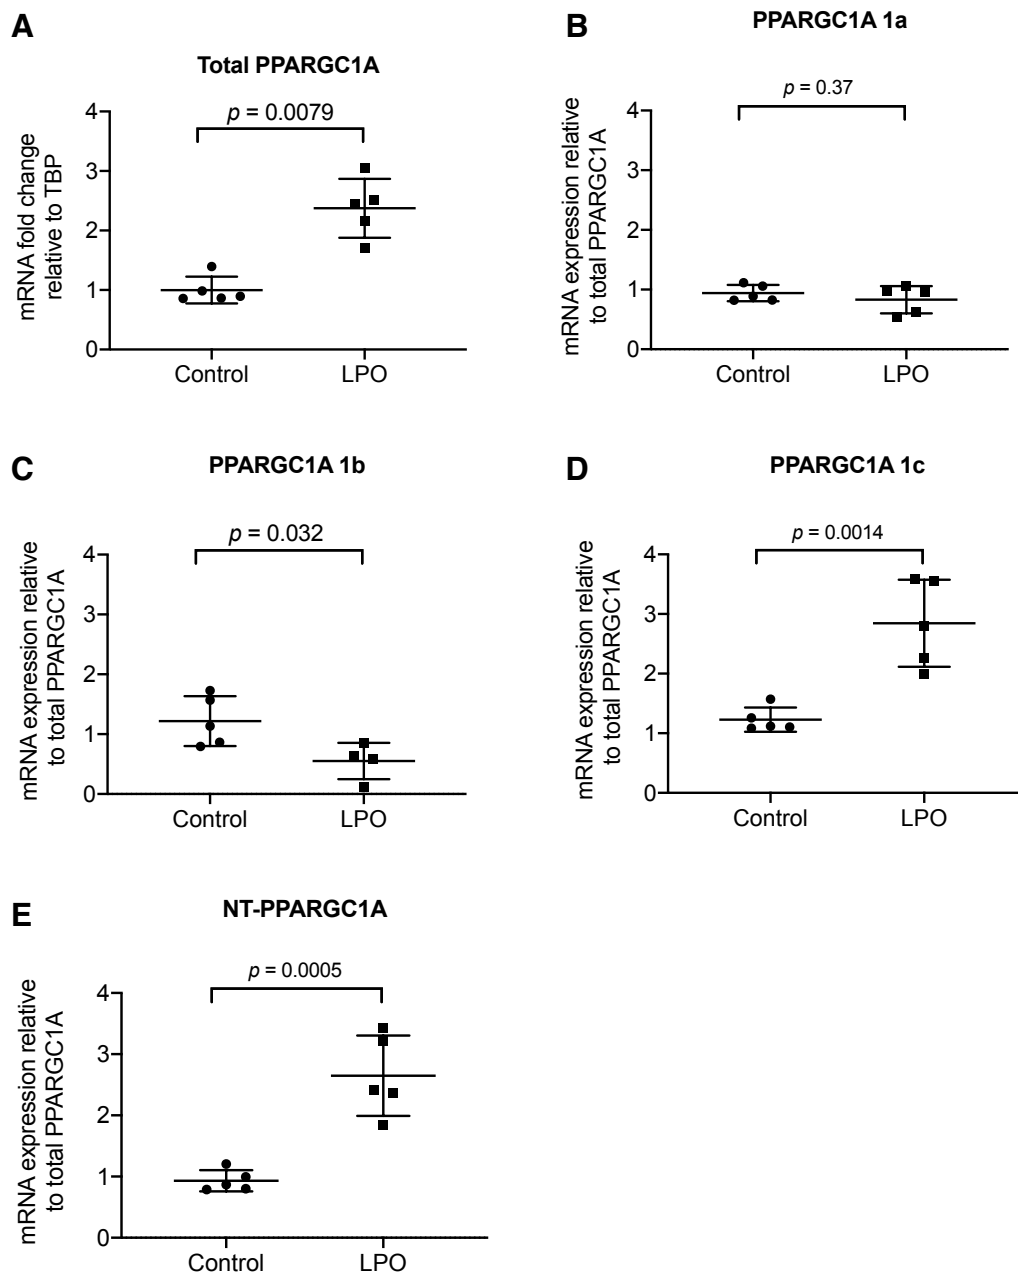 A
Total PPARGC1A
p = 0.0079
mRNA fold change
relative to TBP
4
3
2
1
0
Control
LPO
B
PPARGC1A 1a
p = 0.37
mRNA expression relative
to total PPARGC1A
4
3
2
1
0
Control
LPO
C
PPARGC1A 1b
p = 0.032
mRNA expression relative
to total PPARGC1A
4
3
2
1
0
Control
LPO
D
PPARGC1A 1c
p = 0.0014
mRNA expression relative
to total PPARGC1A
4
3
2
1
0
Control
LPO
E
NT-PPARGC1A
p = 0.0005
mRNA expression relative
to total PPARGC1A
4
3
2
1
0
Control
LPO